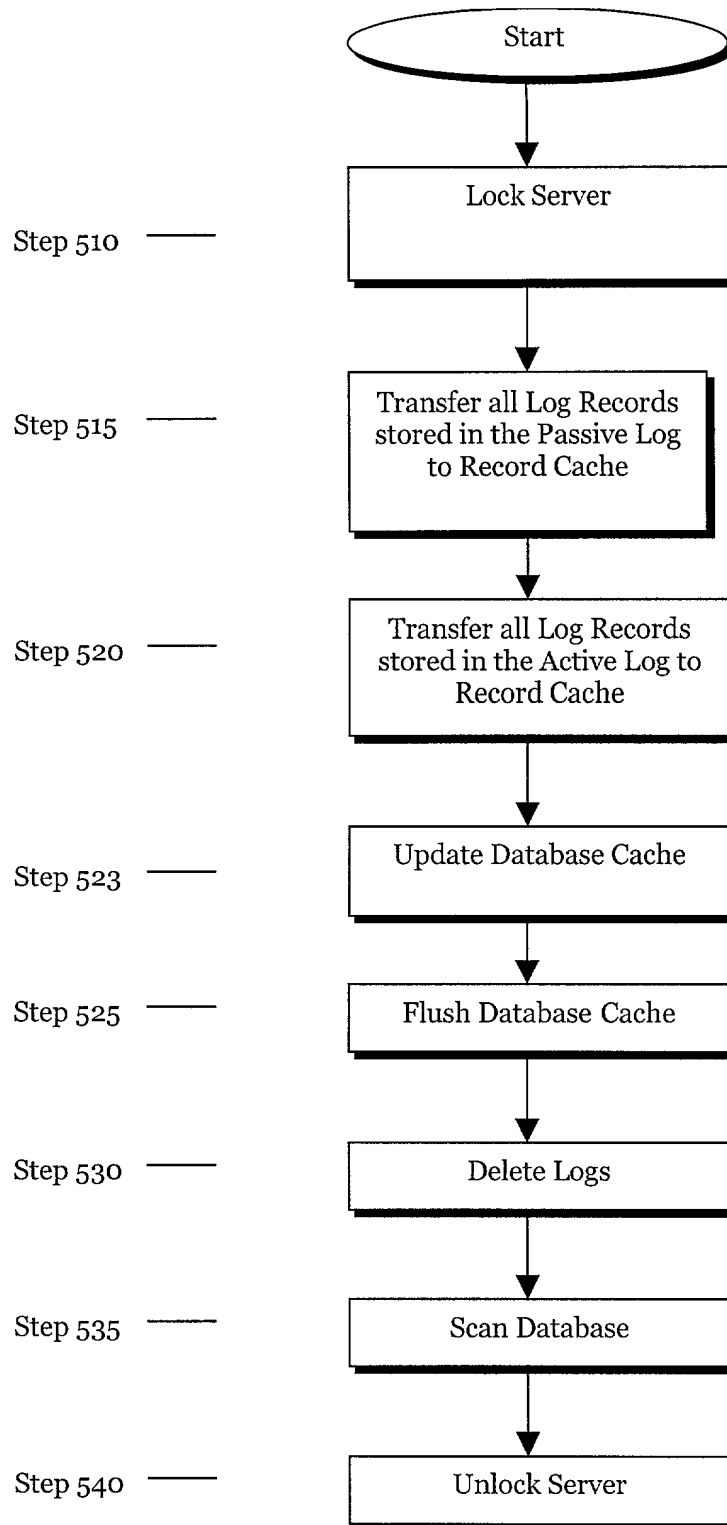 Start
Lock Server
Step 510
Transfer all Log Records
stored in the Passive Log
to Record Cache
Step 515
Transfer all Log Records
stored in the Active Log to
Record Cache
Step 520
Update Database Cache
Step 523
Flush Database Cache
Step 525
Delete Logs
Step 530
Scan Database
Step 535
Unlock Server
Step 540